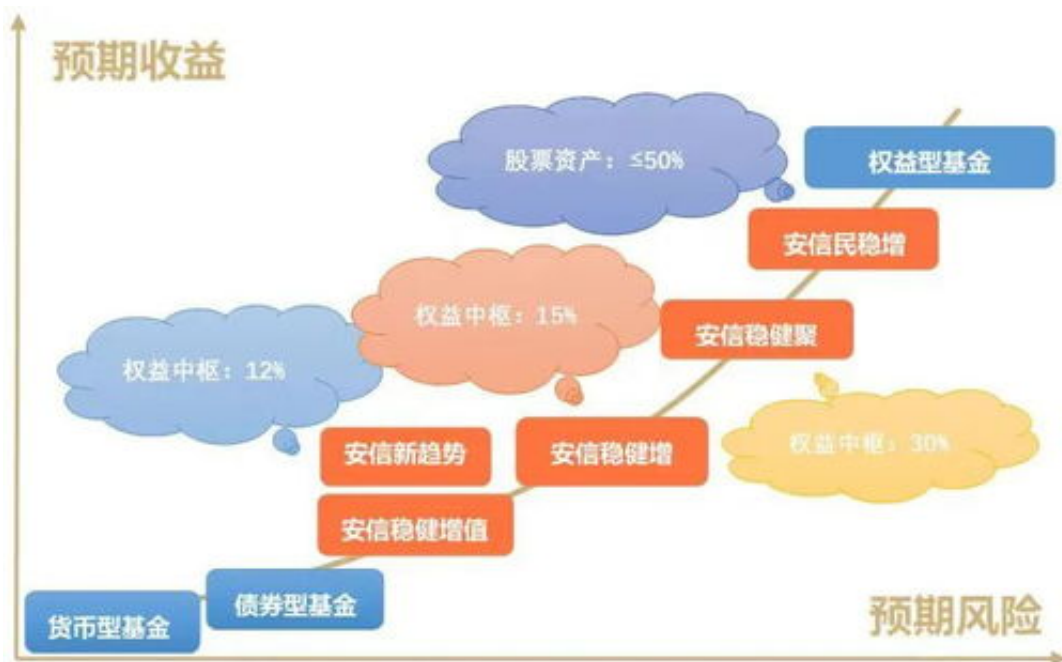 预期收益
股票资产：≤50%
权益型基金
安信民稳增
权益中枢：15%
安信稳健聚
权益中枢：12%
权益中枢：30%
安信新趋势
安信稳健增
安信稳健增值
债券型基金
货币型基金
预期风险